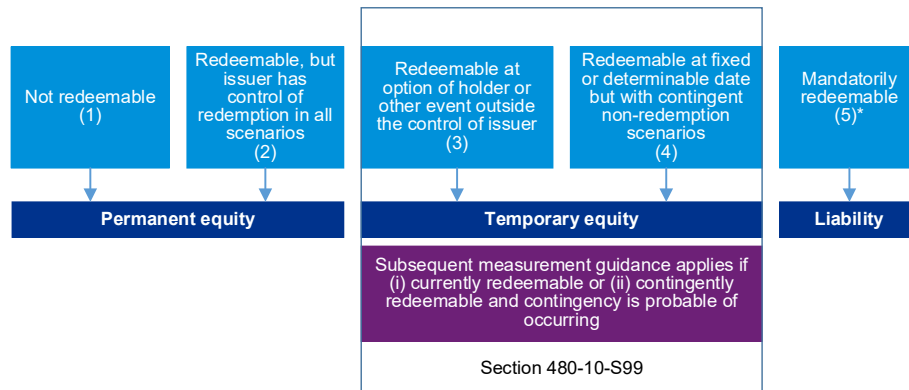 Not redeemable
(1)
Redeemable, but
issuer has
control of
redemption in all
scenarios
(2)
Redeemable at
option of holder or
other event outside
the control of issuer
(3)
Redeemable at fixed
or determinable date
but with contingent
non-redemption
scenarios
(4)
Mandatorily
redeemable
(5)*
Permanent equity
Temporary equity
Liability
Subsequent measurement guidance applies if
(i) currently redeemable or (ii) contingently
redeemable and contingency is probable of
occurring
Section 480-10-S99